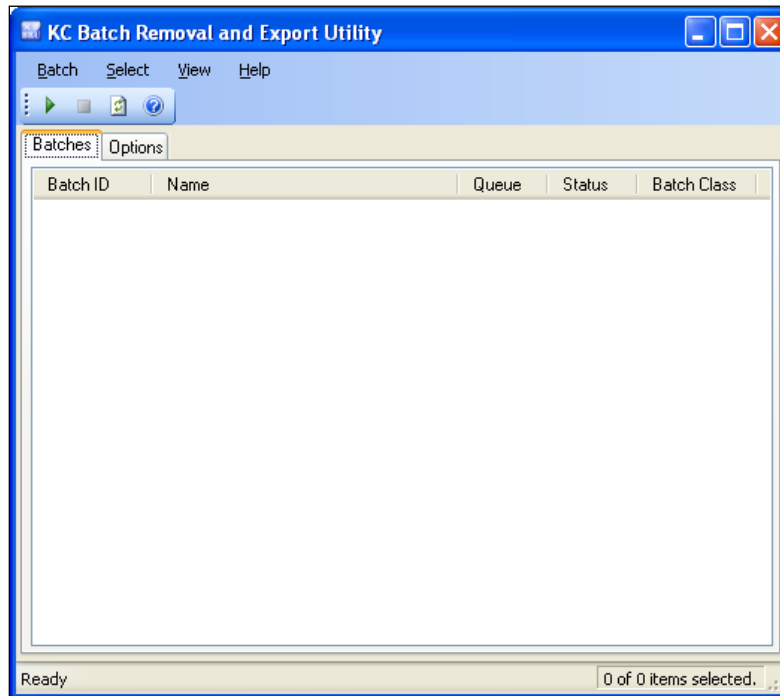 KC Batch Removal and Export Utility
Batch Select View Help
Batches Options
Batch ID Name Queue Status Batch Class
Ready 0 of 0 items selected.